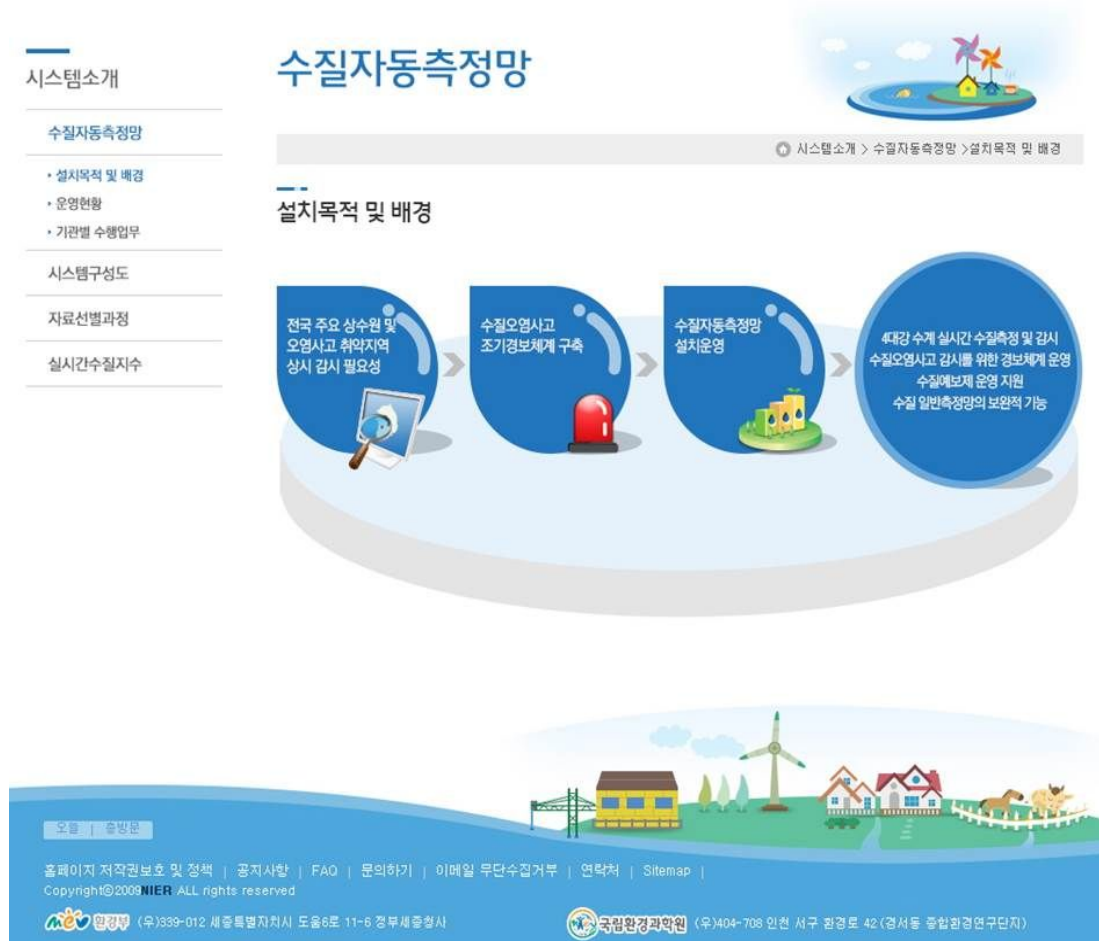 시스템소개
수질자동측정망
설치목적 및 배경
운영현황
기관별 수행업무
시스템구성도
자료선별과정
실시간수질지수
수질자동측정망
시스템소개 > 수질자동측정망 >설치목적 및 배경
설치목적 및 배경
전국 주요 상수원 및
오염사고 취약지역
상시 감시 필요성
수질오염사고
조기경보체계 구축
수질자동측정망
설치운영
4대강 수계 실시간 수질측정 및 감시
수질오염사고 감시를 위한 경보체계 운영
수질예보제 운영 지원
수질 일반측정망의 보완적 기능
오늘 | 총방문
홈페이지 저작권보호 및 정책 | 공지사항 | FAQ | 문의하기 | 이메일 무단수집거부 | 연락처 | Sitemap |
Copyright©2009NIER ALL rights reserved
mev 환경부 (우)339-012 세종특별자치시 도움6로 11-6 정부세종청사
국립환경과학원 (우)404-708 인천 서구 환경로 42(경서동 종합환경연구단지)